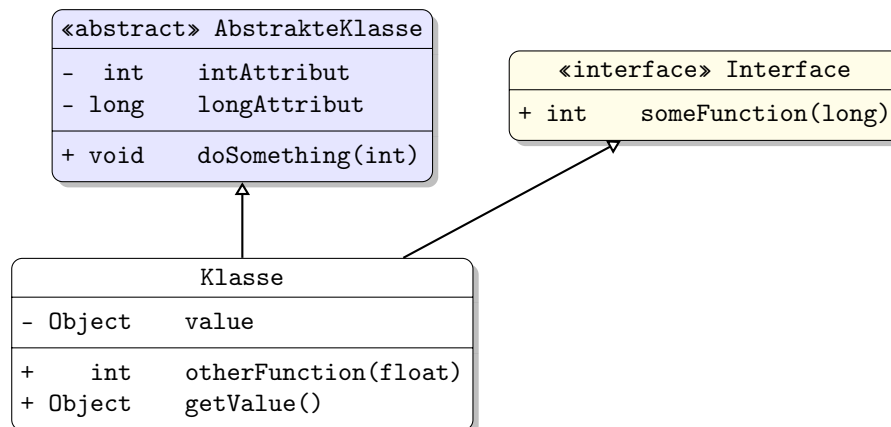 «abstract» AbstrakteKlasse
- int intAttribut
- long longAttribut
+ void doSomething(int)
«interface» Interface
+ int someFunction(long)
Klasse
- Object value
+ int otherFunction(float)
+ Object getValue()